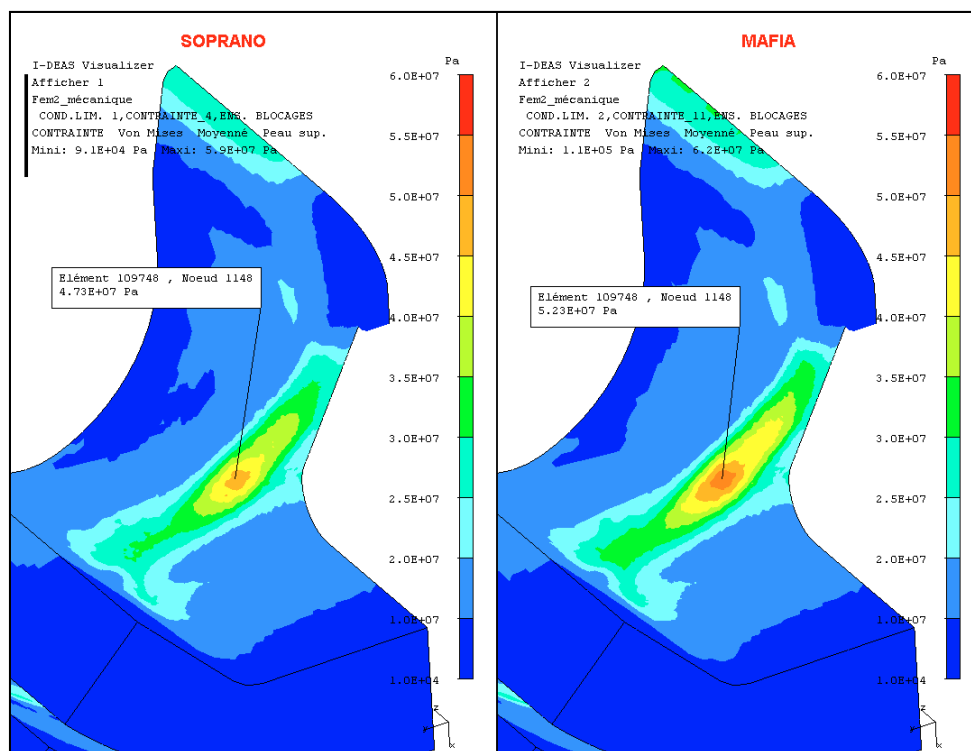 SOPRANO
Pa
I-DEAS Visualizer
Afficher 1
Fem2_mécanique
COND.LIM. 1,CONTRAINTE_4,ENS. BLOCAGES
CONTRAINTE Von Mises Moyenné Peau sup.
Mini: 9.1E+04 Pa Maxi: 5.9E+07 Pa
6.0E+07
5.5E+07
5.0E+07
4.5E+07
4.0E+07
3.5E+07
3.0E+07
2.5E+07
2.0E+07
1.0E+07
1.0E+04
Elément 109748 , Noeud 1148
4.73E+07 Pa
z
x
MAFIA
Pa
I-DEAS Visualizer
Afficher 2
Fem2_mécanique
COND.LIM. 2,CONTRAINTE_11,ENS. BLOCAGES
CONTRAINTE Von Mises Moyenné Peau sup.
Mini: 1.1E+05 Pa Maxi: 6.2E+07 Pa
6.0E+07
5.5E+07
5.0E+07
4.5E+07
4.0E+07
3.5E+07
3.0E+07
2.5E+07
2.0E+07
1.0E+07
1.0E+04
Elément 109748 , Noeud 1148
5.23E+07 Pa
z
x